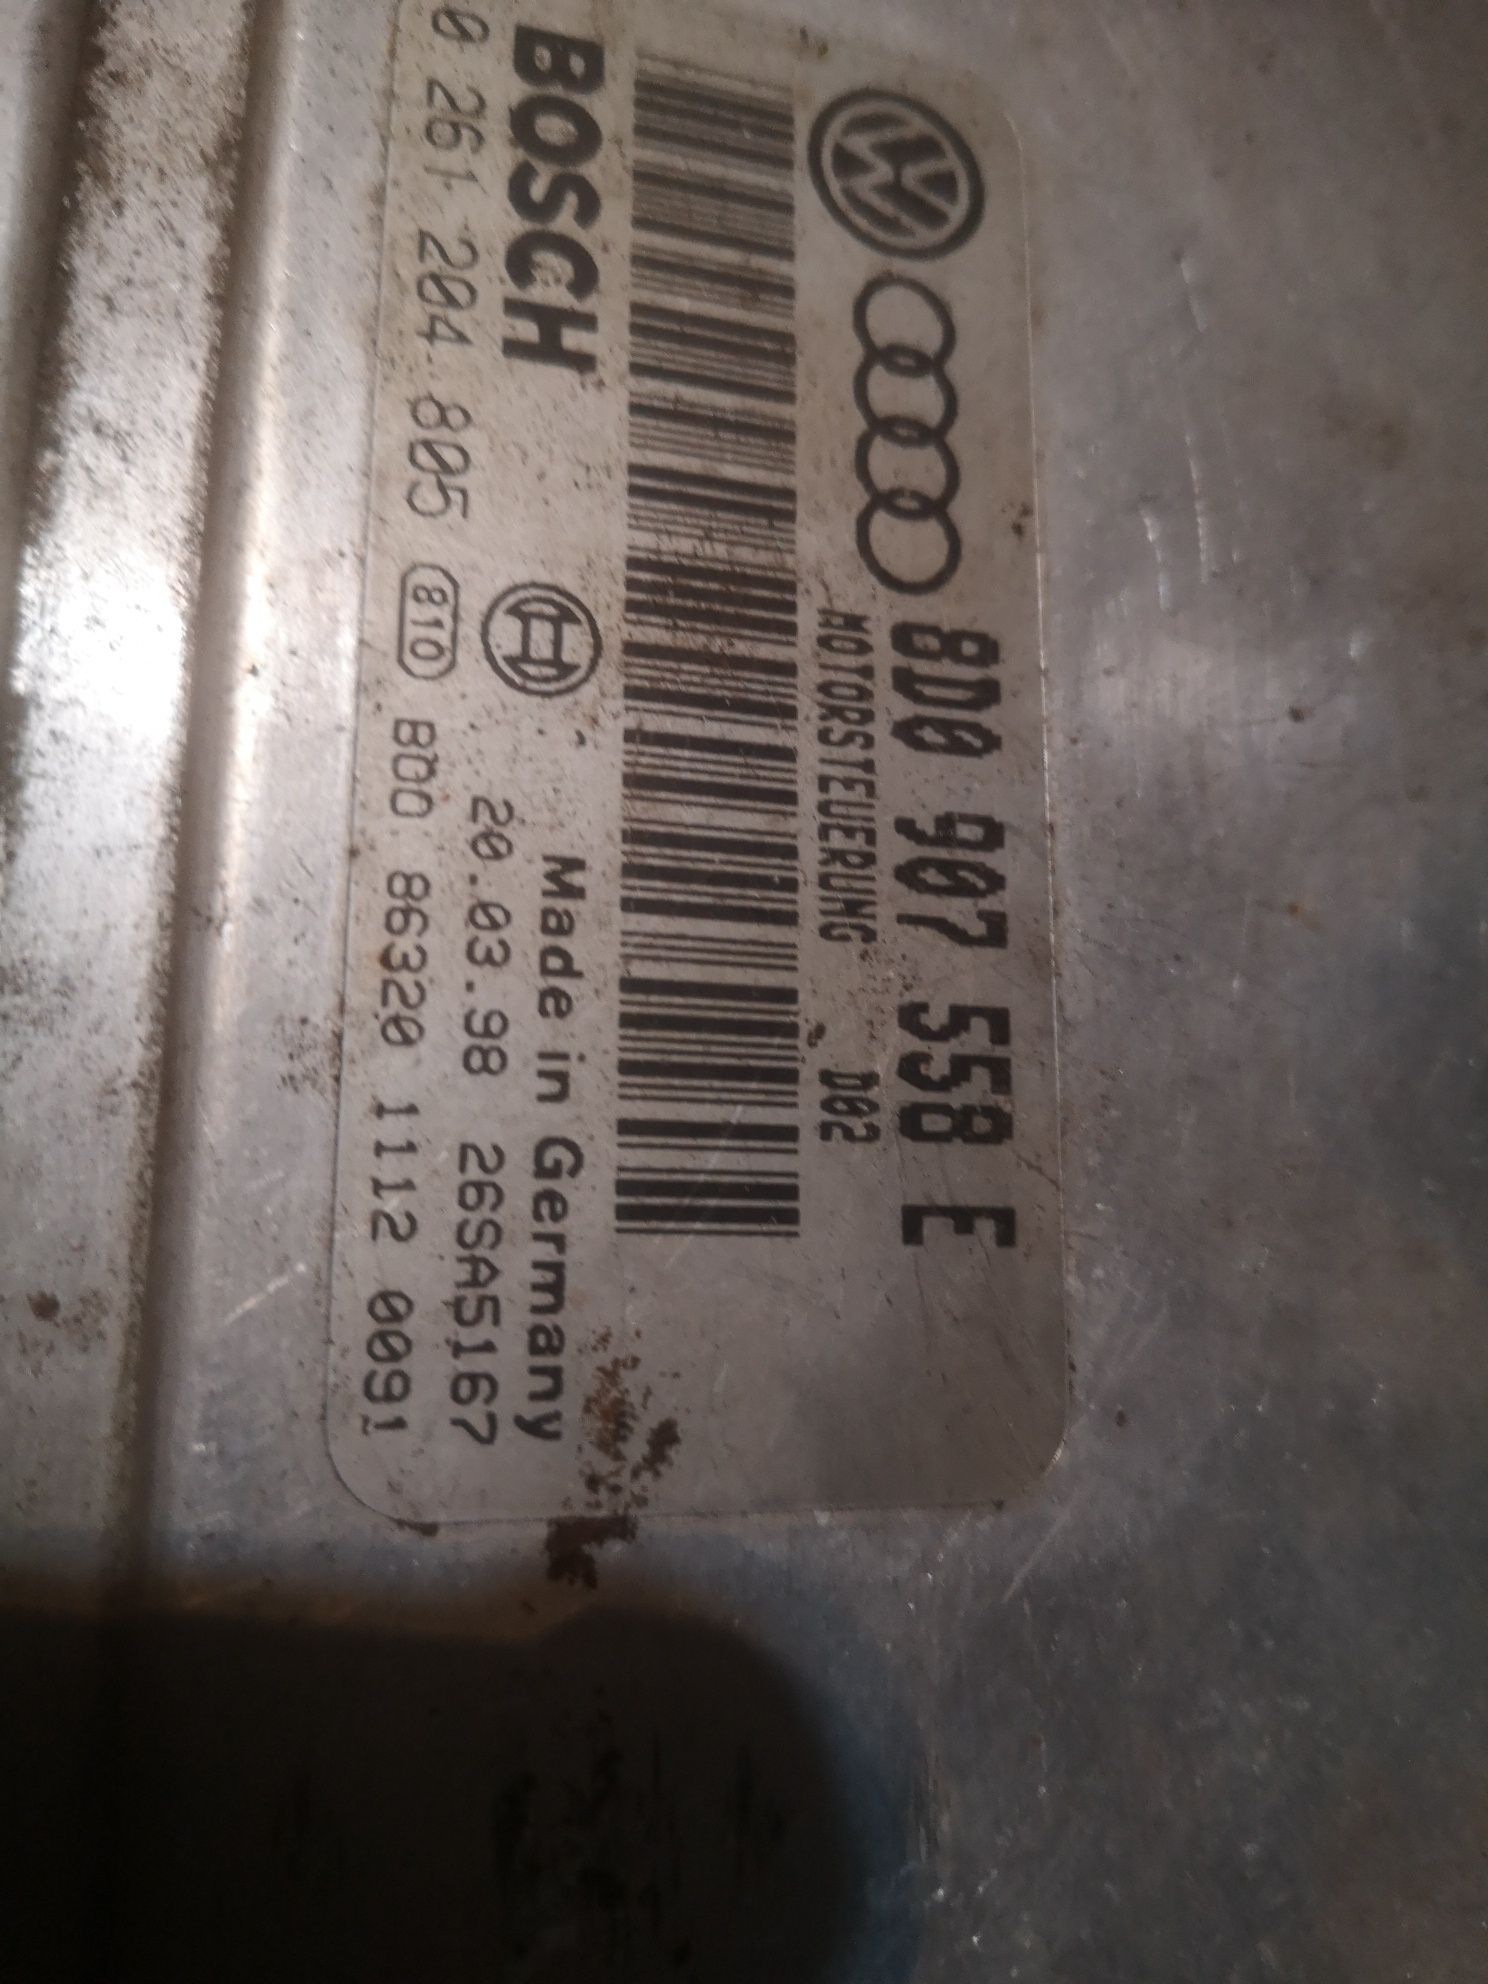 8D0 907 558 E
MOTORSTEUERUNG D02
BOSCH
Made in Germany
20.03.98 26SA5167
0 261 204 805 810 BDD 86320 1112 0091